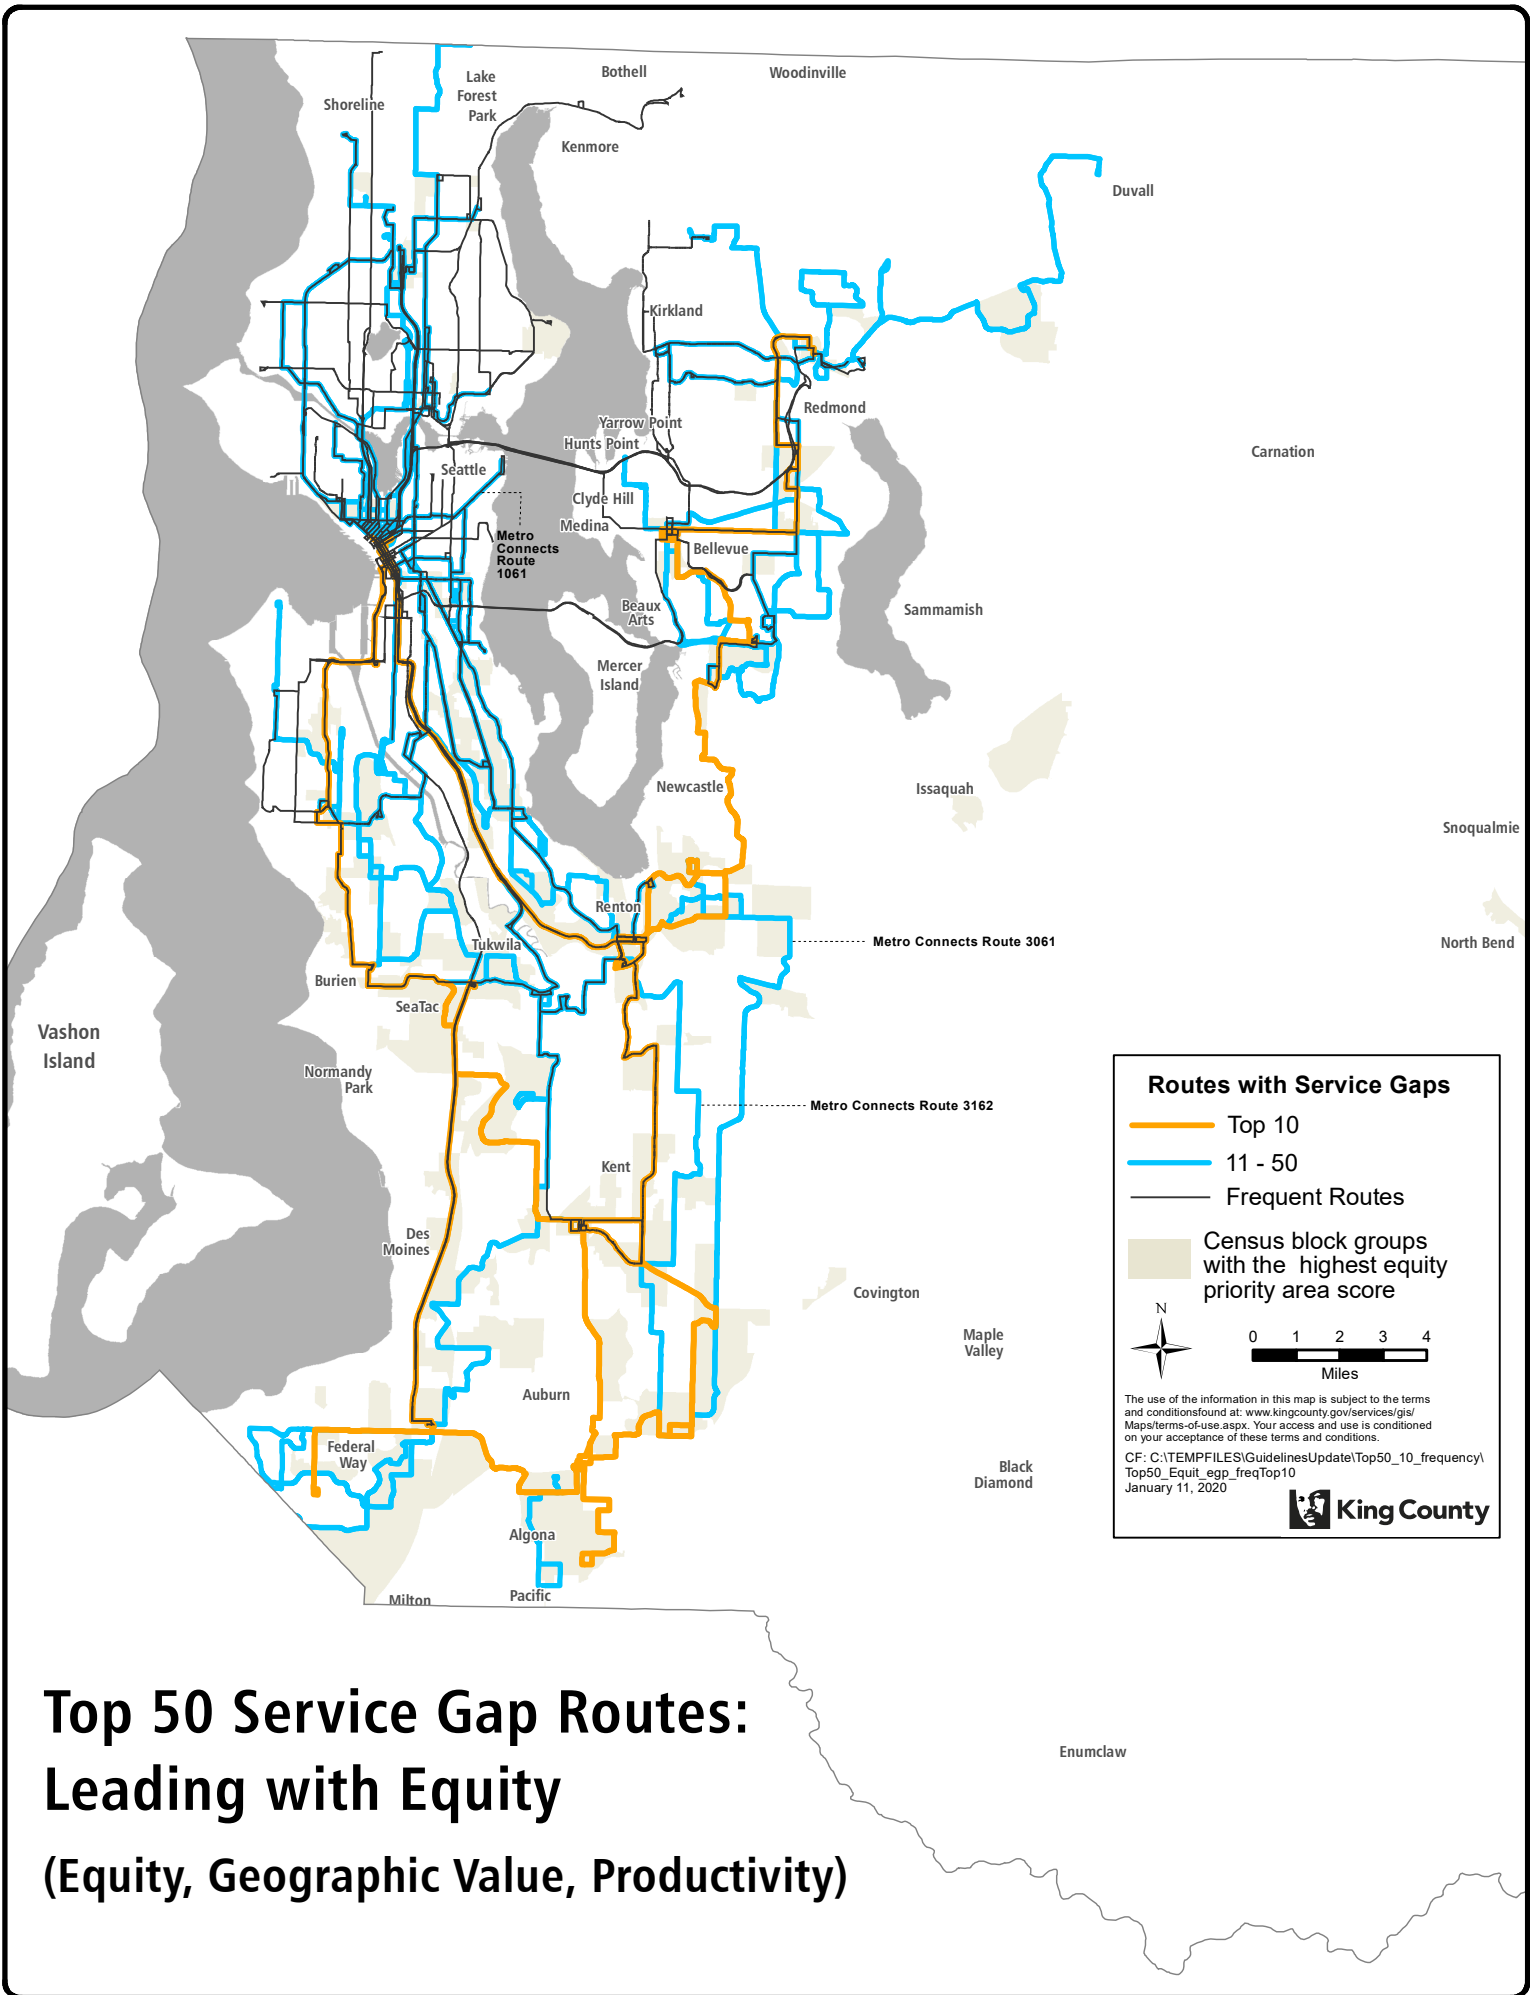 Bothell
Woodinville
Lake
Forest
Park
Shoreline
Kenmore
Duvall
Kirkland
Redmond
Yarrow Point
Hunts Point
Carnation
Seattle
Clyde Hill
Medina
Metro
Connects
Route
1061
Bellevue
Beaux
Arts
Sammamish
Mercer
Island
Newcastle
Issaquah
Snoqualmie
Renton
Tukwila
Metro Connects Route 3061
North Bend
Burien
SeaTac
Vashon
Island
Normandy
Park
Metro Connects Route 3162
Kent
Des
Moines
Covington
Maple
Valley
Auburn
Federal
Way
Black
Diamond
Algona
Pacific
Milton
Enumclaw
Routes with Service Gaps
Top 10
11 - 50
Frequent Routes
Census block groups
with the highest equity
priority area score
N
0 1 2 3 4
Miles
The use of the information in this map is subject to the terms
and conditionsfound at: www.kingcounty.gov/services/gis/
Maps/terms-of-use.aspx. Your access and use is conditioned
on your acceptance of these terms and conditions.
CF: C:\TEMPFILES\GuidelinesUpdate\Top50_10_frequency\
Top50_Equit_egp_freqTop10
January 11, 2020
King County
Top 50 Service Gap Routes:
Leading with Equity
(Equity, Geographic Value, Productivity)